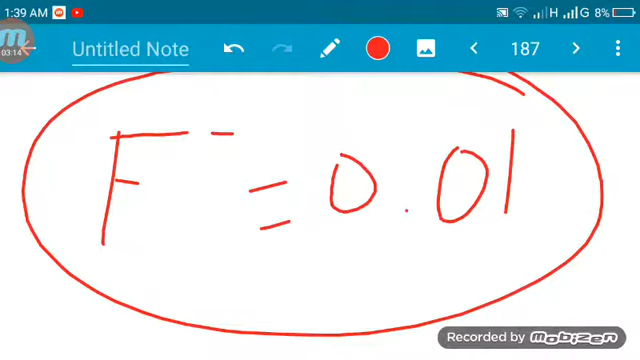 1:39 AM H G 8%
03:14 Untitled Note 187
F⁻ = 0.01
Recorded by Mobizen